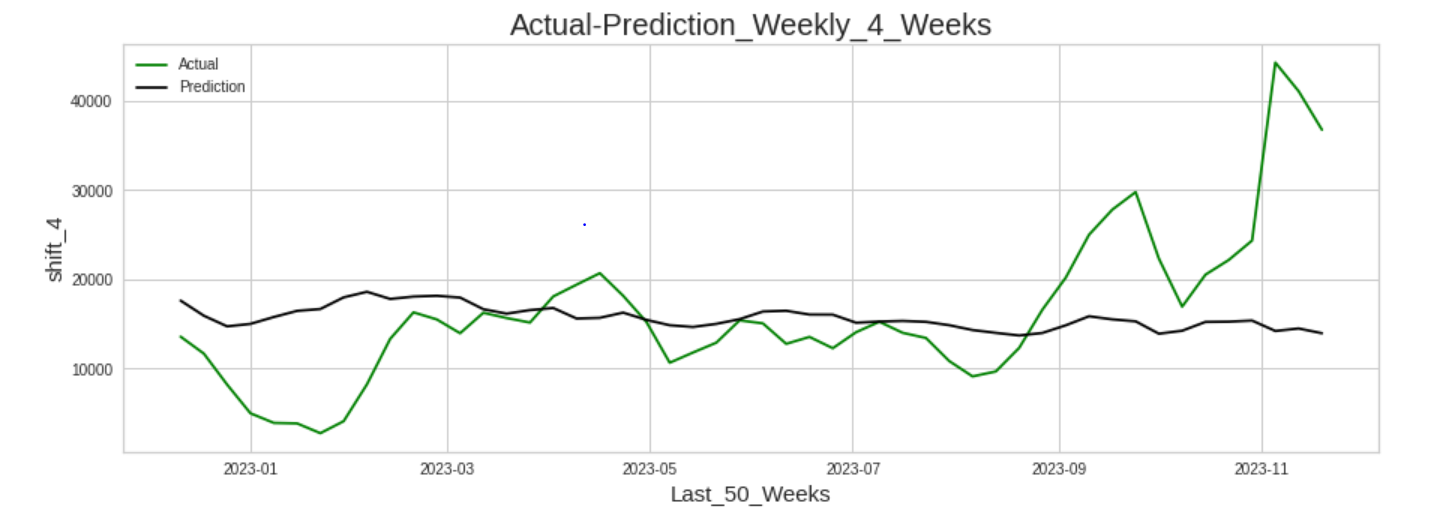 Actual-Prediction_Weekly_4_Weeks
Actual
Prediction
40000
30000
20000
10000
shift_4
2023-01 2023-03 2023-05 2023-07 2023-09 2023-11
Last_50_Weeks